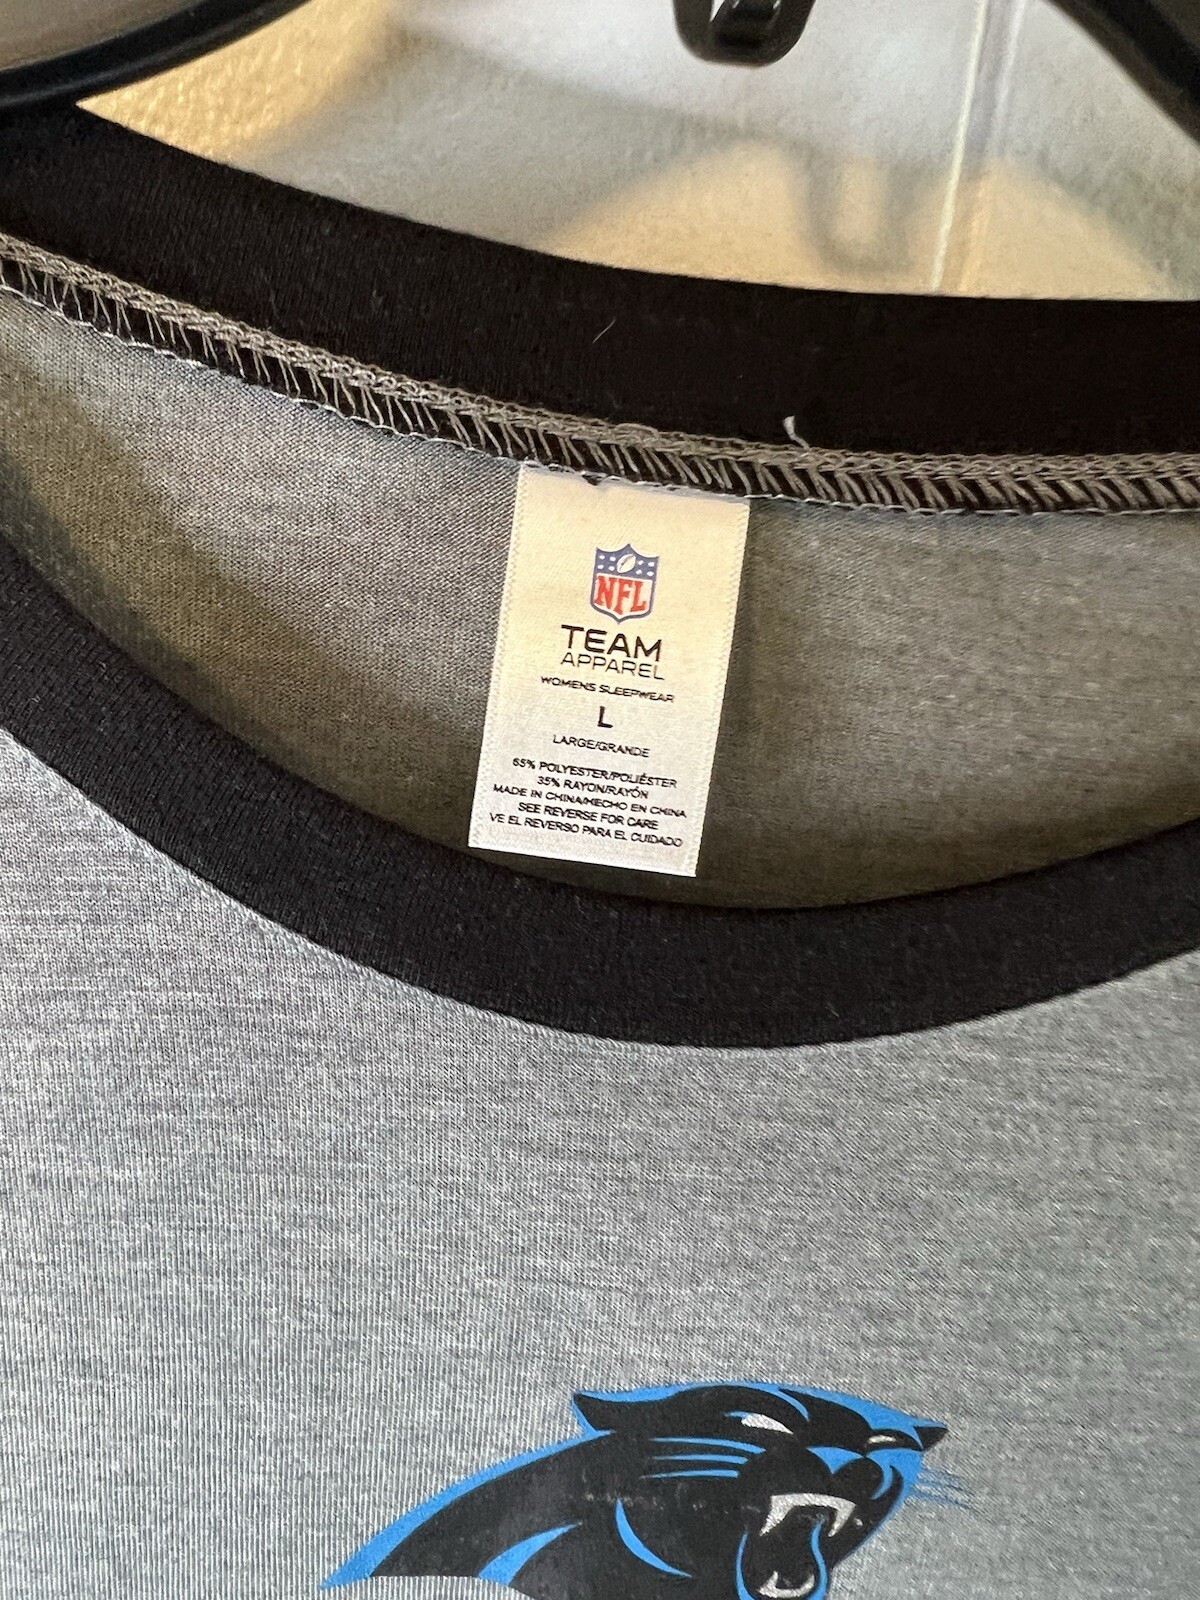 NFL
TEAM
APPAREL
WOMENS SLEEPWEAR
L
LARGE/GRANDE
65% POLYESTER/POLIÉSTER
35% RAYON/RAYÓN
MADE IN CHINA/HECHO EN CHINA
SEE REVERSE FOR CARE
VE EL REVERSO PARA EL CUIDADO